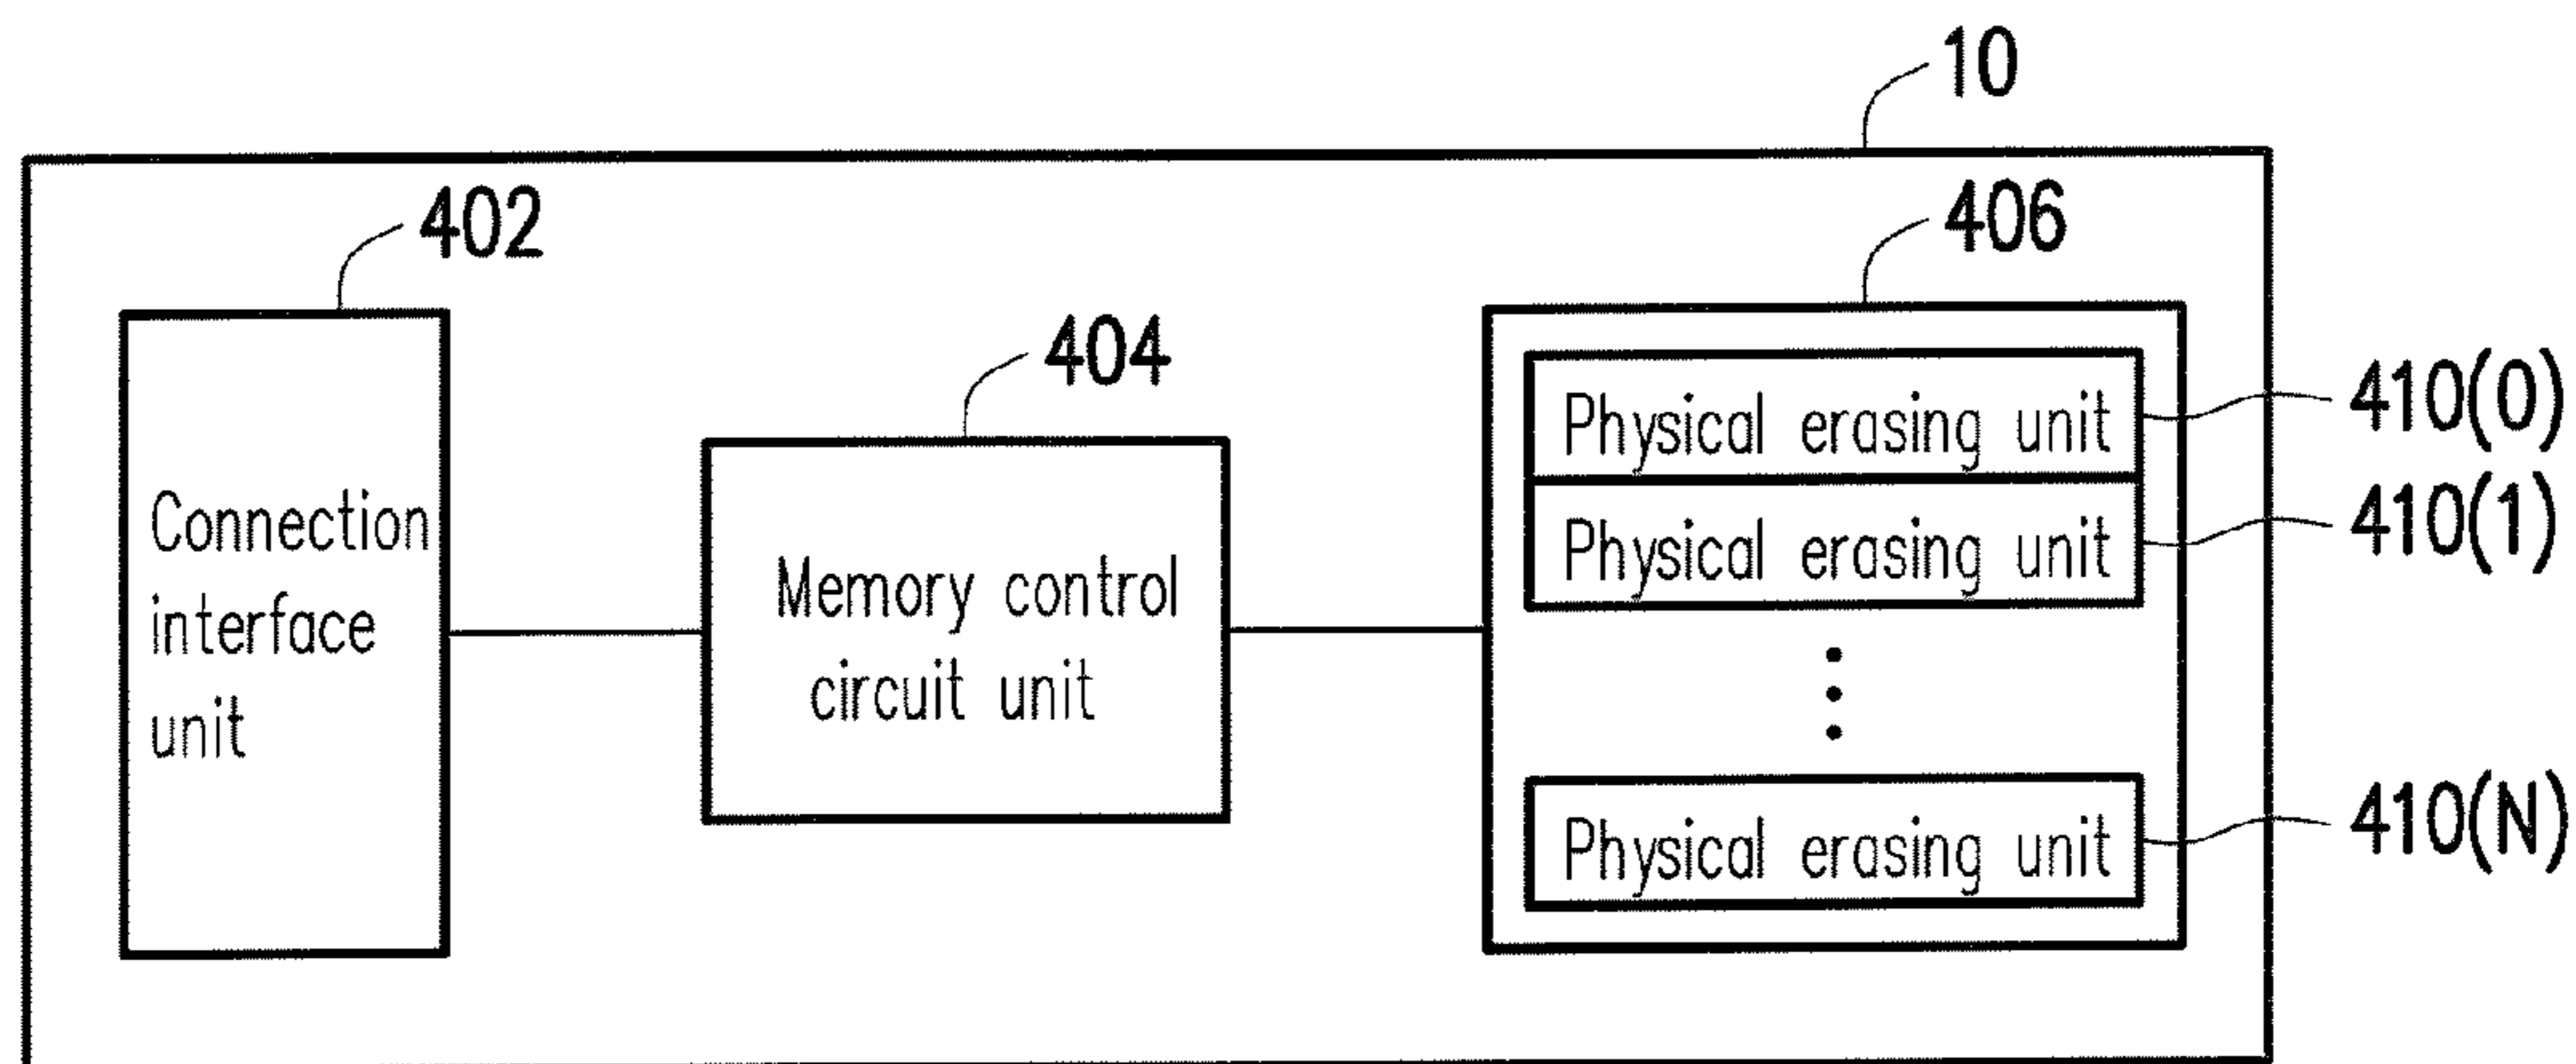 10
402
406
404
Physical erasing unit
410(0)
Physical erasing unit
410(1)
Connection
interface
unit
Memory control
circuit unit
Physical erasing unit
410(N)